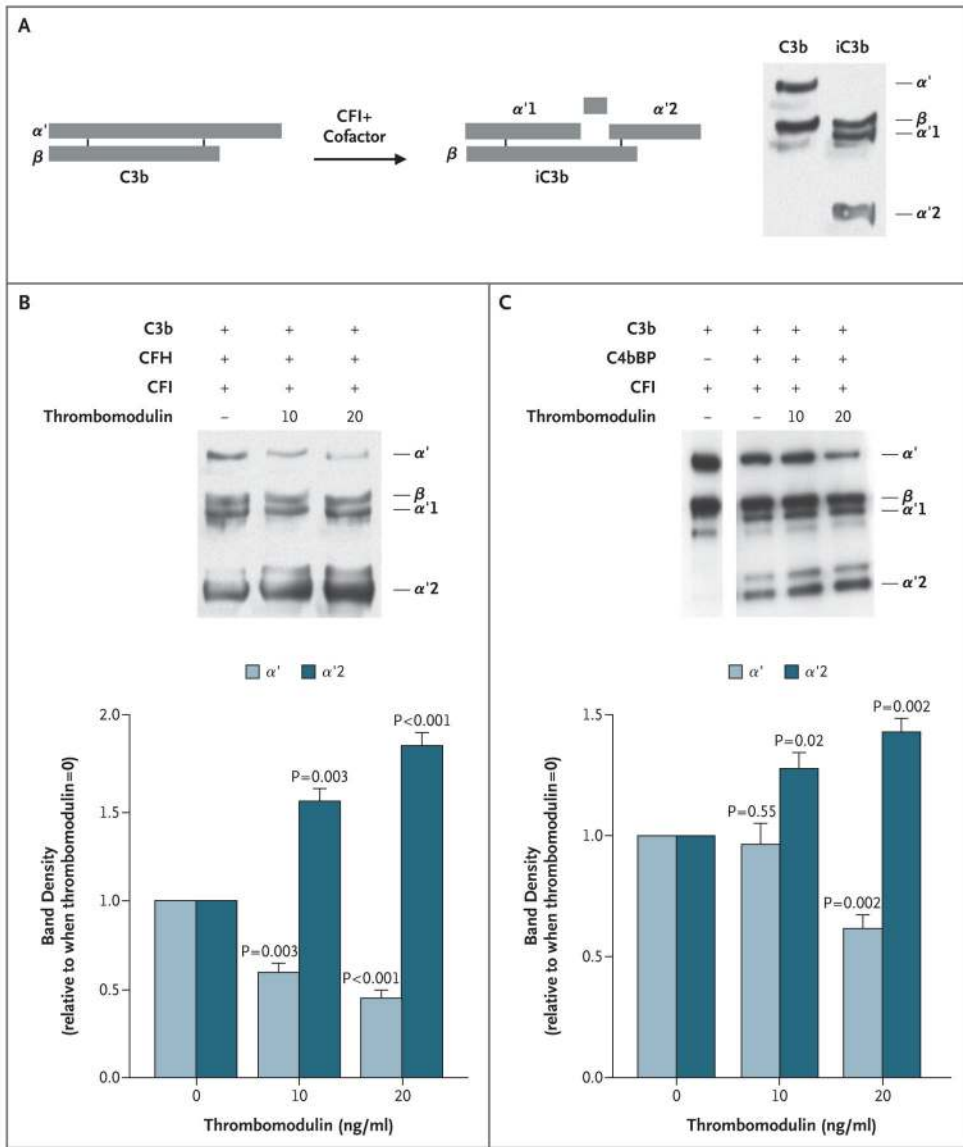 A
C3b iC3b
α'
β
α'1
α'2
α'
β
C3b
CFI+
Cofactor
α'1 α'2
β
iC3b
B
C3b + + +
CFH + + +
CFI + + +
Thrombomodulin – 10 20
α'
β
α'1
α'2
α' α'2
Band Density
(relative to when thrombomodulin=0)
2.0
1.5
1.0
0.5
0.0
P=0.003
P=0.003
P<0.001
P<0.001
0 10 20
Thrombomodulin (ng/ml)
C
C3b + + + +
C4bBP – + + +
CFI + + + +
Thrombomodulin 10 20
α'
β
α'1
α'2
α' α'2
Band Density
(relative to when thrombomodulin=0)
1.5
1.0
0.5
0.0
P=0.55
P=0.02
P=0.002
P=0.002
0 10 20
Thrombomodulin (ng/ml)